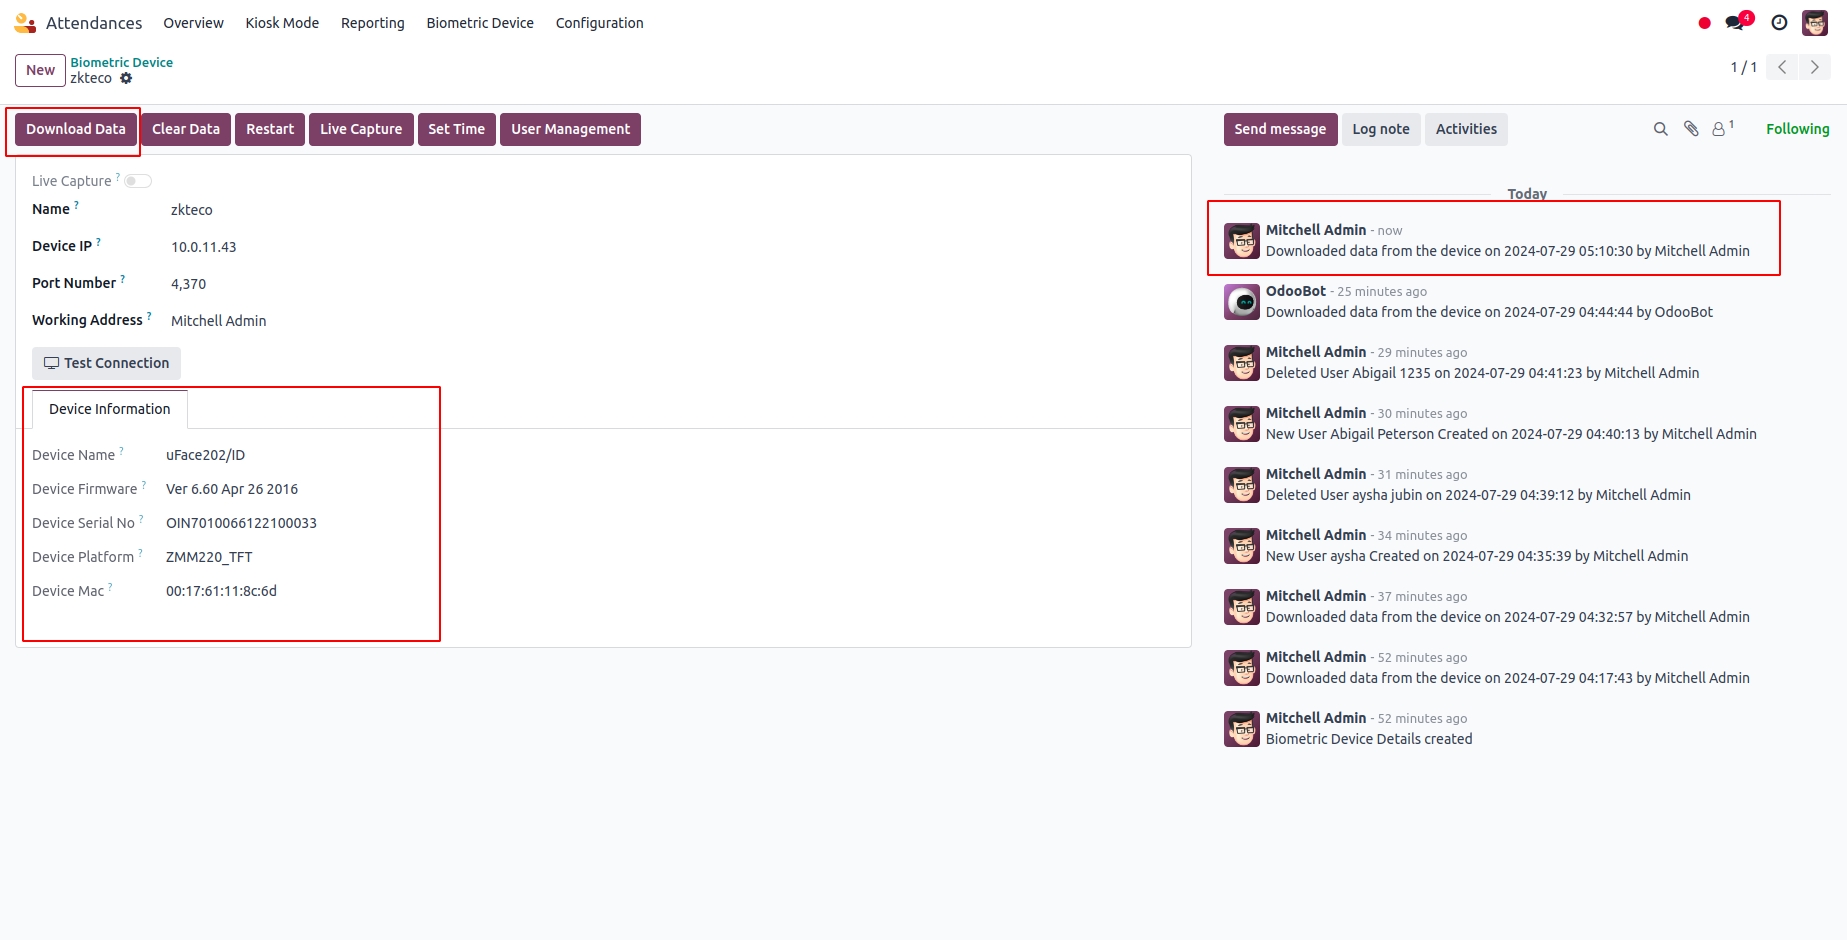 Attendances Overview Kiosk Mode Reporting Biometric Device Configuration 4
New Biometric Device
zkteco
1 / 1
Download Data Clear Data Restart Live Capture Set Time User Management
Live Capture ?
Name ? zkteco
Device IP ? 10.0.11.43
Port Number ? 4,370
Working Address ? Mitchell Admin
Test Connection
Device Information
Device Name ? uFace202/ID
Device Firmware ? Ver 6.60 Apr 26 2016
Device Serial No ? OIN7010066122100033
Device Platform ? ZMM220_TFT
Device Mac ? 00:17:61:11:8c:6d
Send message Log note Activities 1 Following
Today
Mitchell Admin - now
Downloaded data from the device on 2024-07-29 05:10:30 by Mitchell Admin
OdooBot - 25 minutes ago
Downloaded data from the device on 2024-07-29 04:44:44 by OdooBot
Mitchell Admin - 29 minutes ago
Deleted User Abigail 1235 on 2024-07-29 04:41:23 by Mitchell Admin
Mitchell Admin - 30 minutes ago
New User Abigail Peterson Created on 2024-07-29 04:40:13 by Mitchell Admin
Mitchell Admin - 31 minutes ago
Deleted User aysha jubin on 2024-07-29 04:39:12 by Mitchell Admin
Mitchell Admin - 34 minutes ago
New User aysha Created on 2024-07-29 04:35:39 by Mitchell Admin
Mitchell Admin - 37 minutes ago
Downloaded data from the device on 2024-07-29 04:32:57 by Mitchell Admin
Mitchell Admin - 52 minutes ago
Downloaded data from the device on 2024-07-29 04:17:43 by Mitchell Admin
Mitchell Admin - 52 minutes ago
Biometric Device Details created